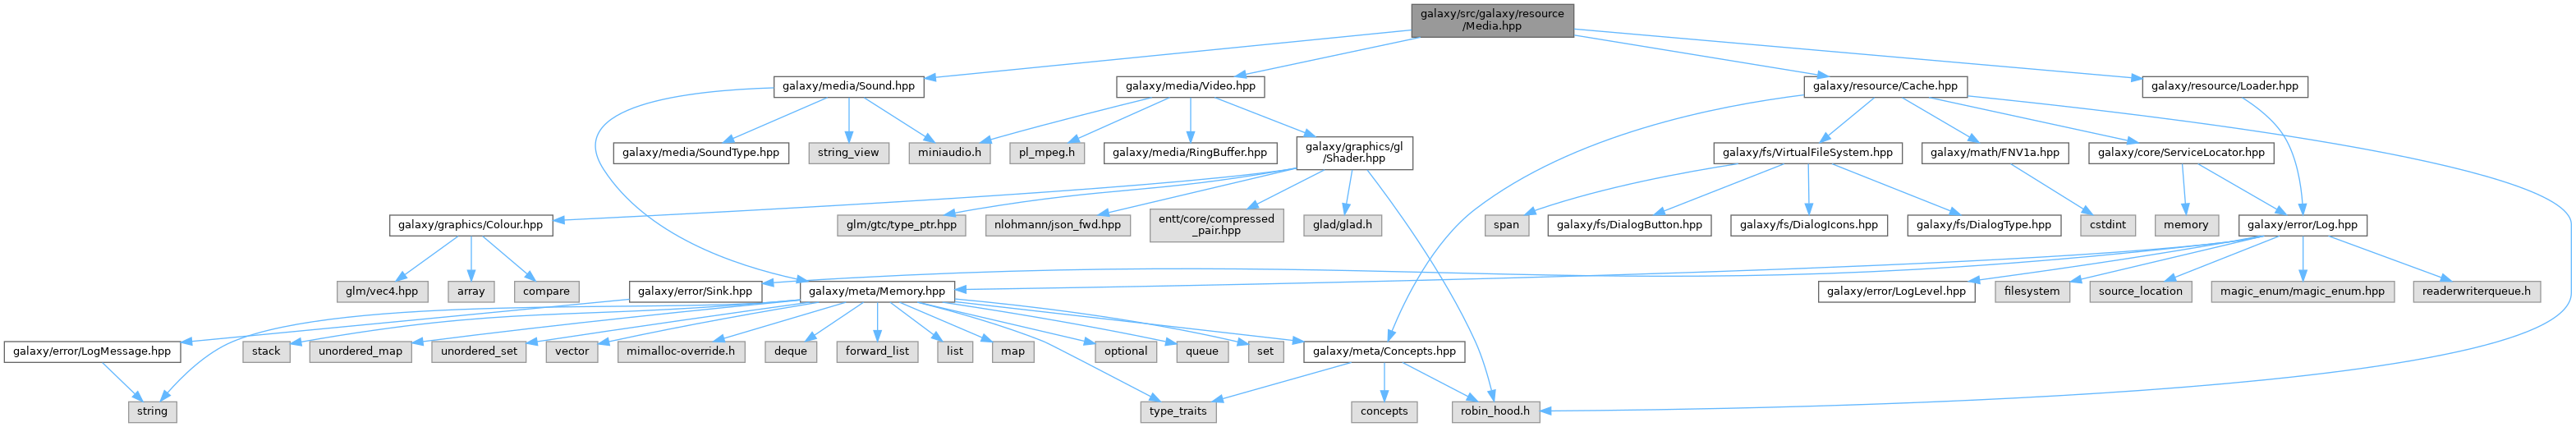 galaxy/src/galaxy/resource
/Media.hpp
galaxy/media/Sound.hpp
galaxy/media/Video.hpp
galaxy/resource/Cache.hpp
galaxy/resource/Loader.hpp
galaxy/media/SoundType.hpp
string_view
miniaudio.h
pl_mpeg.h
galaxy/media/RingBuffer.hpp
galaxy/graphics/gl
/Shader.hpp
galaxy/fs/VirtualFileSystem.hpp
galaxy/math/FNV1a.hpp
galaxy/core/ServiceLocator.hpp
galaxy/graphics/Colour.hpp
glm/gtc/type_ptr.hpp
nlohmann/json_fwd.hpp
entt/core/compressed
_pair.hpp
glad/glad.h
span
galaxy/fs/DialogButton.hpp
galaxy/fs/DialogIcons.hpp
galaxy/fs/DialogType.hpp
cstdint
memory
galaxy/error/Log.hpp
glm/vec4.hpp
array
compare
galaxy/error/Sink.hpp
galaxy/meta/Memory.hpp
galaxy/error/LogLevel.hpp
filesystem
source_location
magic_enum/magic_enum.hpp
readerwriterqueue.h
galaxy/error/LogMessage.hpp
stack
unordered_map
unordered_set
vector
mimalloc-override.h
deque
forward_list
list
map
optional
queue
set
galaxy/meta/Concepts.hpp
string
type_traits
concepts
robin_hood.h